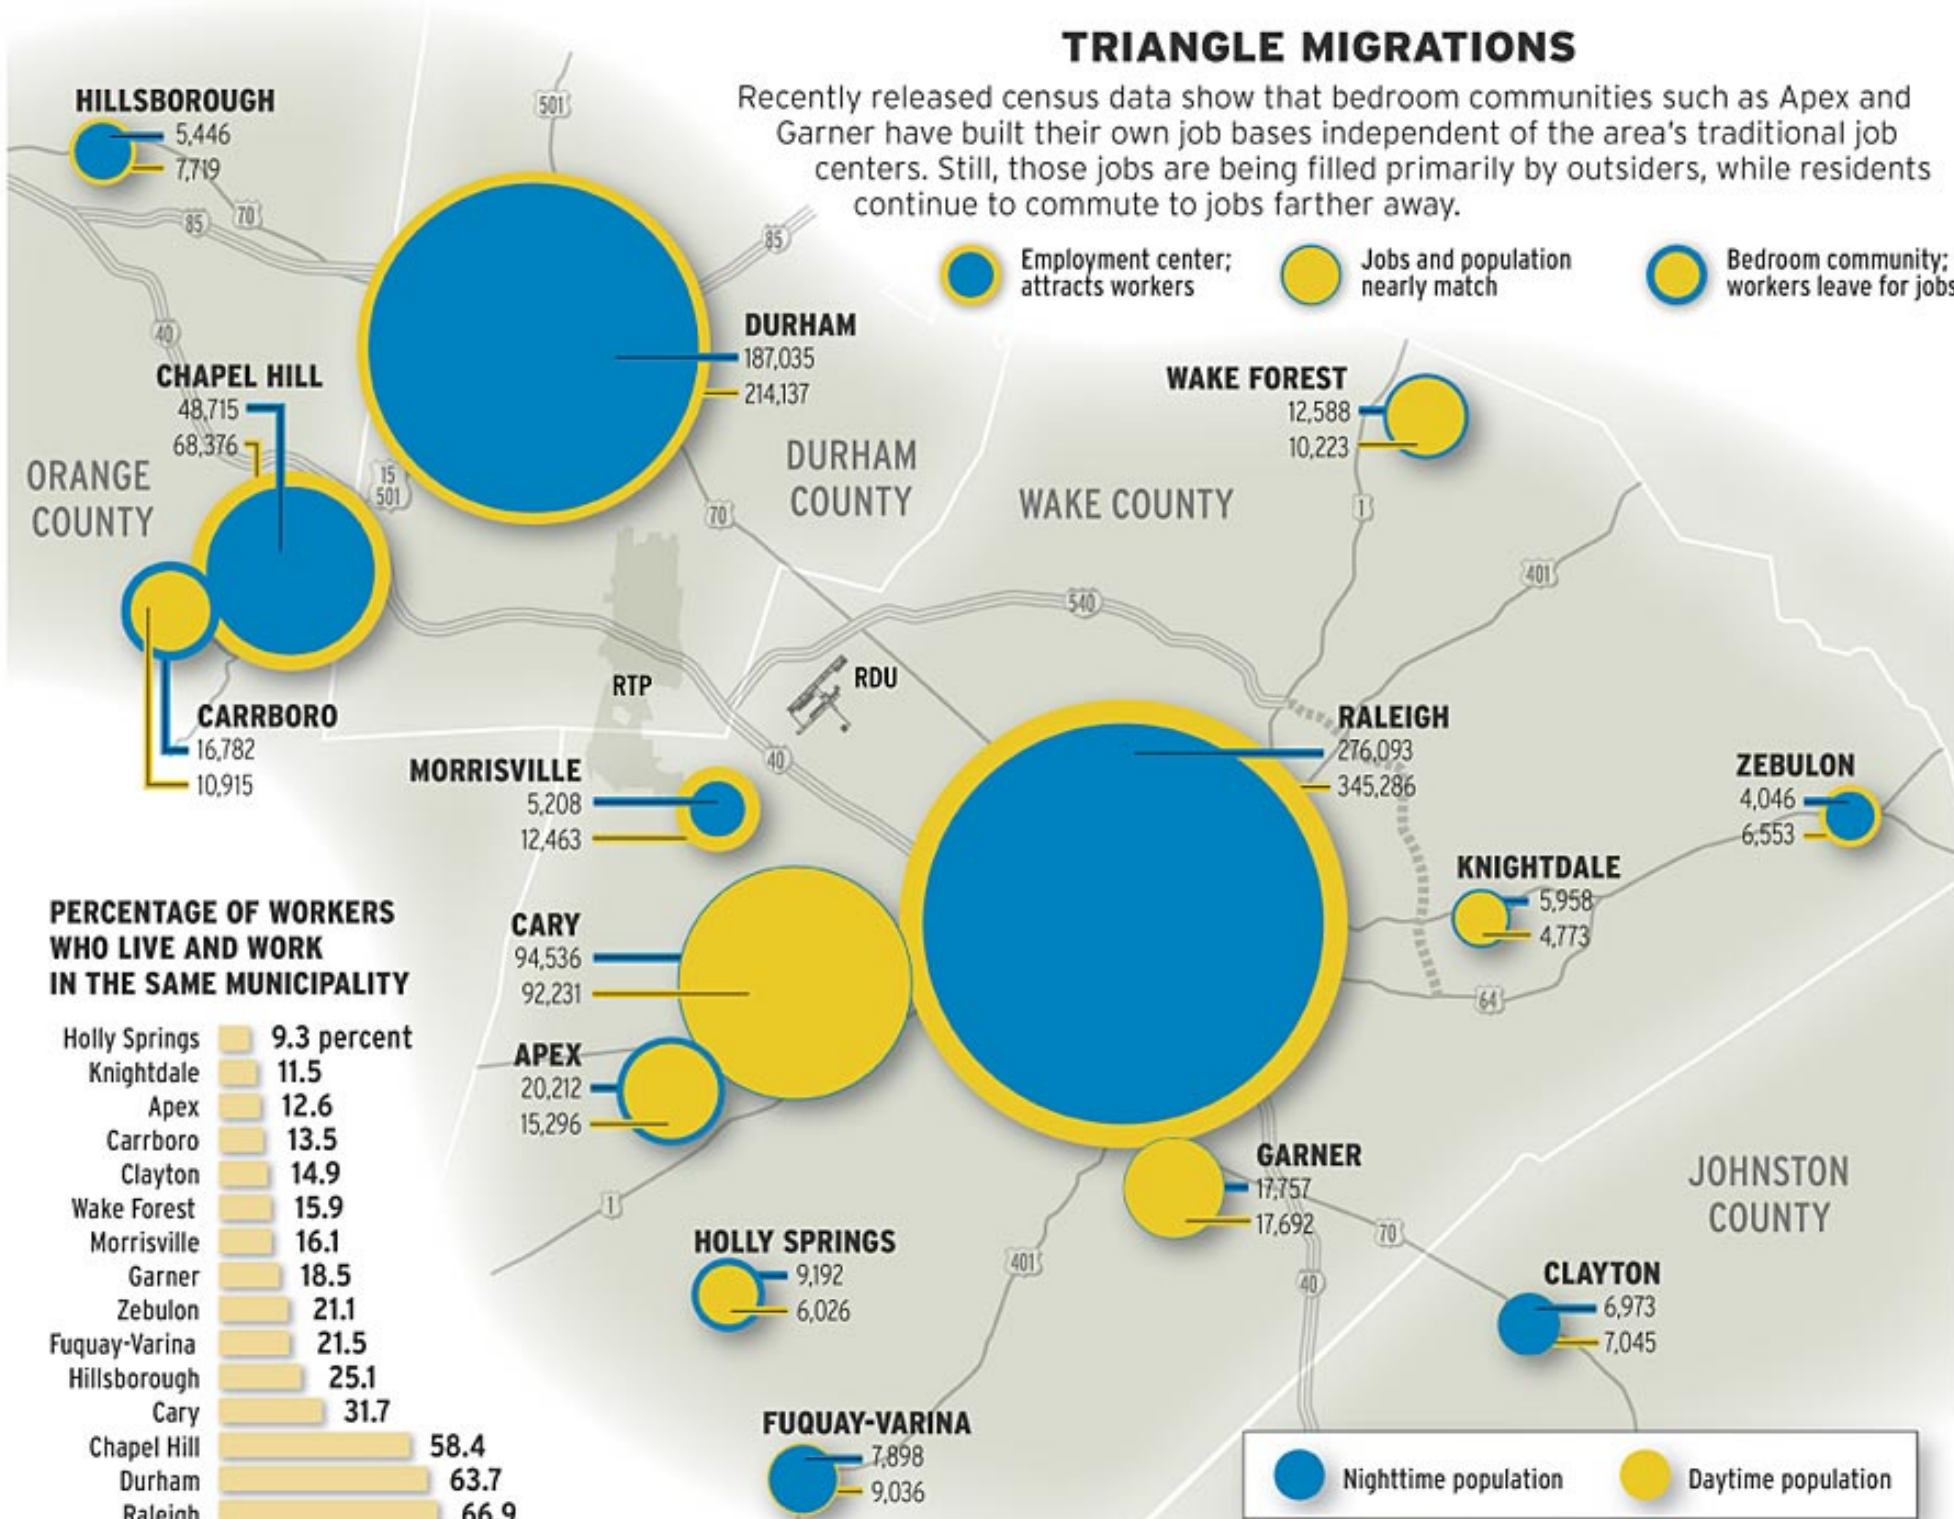 TRIANGLE MIGRATIONS
Recently released census data show that bedroom communities such as Apex and
Garner have built their own job bases independent of the area's traditional job
centers. Still, those jobs are being filled primarily by outsiders, while residents
continue to commute to jobs farther away.
Employment center;
attracts workers
Jobs and population
nearly match
Bedroom community;
workers leave for jobs
HILLSBOROUGH
5,446
7,719
501
85
70
85
40
DURHAM
187,035
214,137
CHAPEL HILL
48,715
68,376
15
501
ORANGE
COUNTY
DURHAM
COUNTY
70
WAKE COUNTY
WAKE FOREST
12,588
10,223
1
401
540
CARRBORO
16,782
10,915
RTP
RDU
40
MORRISVILLE
5,208
12,463
RALEIGH
276,093
345,286
ZEBULON
4,046
6,553
KNIGHTDALE
5,958
4,773
64
CARY
94,536
92,231
APEX
20,212
15,296
1
GARNER
17,757
17,692
70
40
401
JOHNSTON
COUNTY
HOLLY SPRINGS
9,192
6,026
CLAYTON
6,973
7,045
FUQUAY-VARINA
7,898
9,036
PERCENTAGE OF WORKERS
WHO LIVE AND WORK
IN THE SAME MUNICIPALITY
Holly Springs 9.3 percent
Knightdale 11.5
Apex 12.6
Carrboro 13.5
Clayton 14.9
Wake Forest 15.9
Morrisville 16.1
Garner 18.5
Zebulon 21.1
Fuquay-Varina 21.5
Hillsborough 25.1
Cary 31.7
Chapel Hill 58.4
Durham 63.7
Raleigh 66.9
Nighttime population
Daytime population